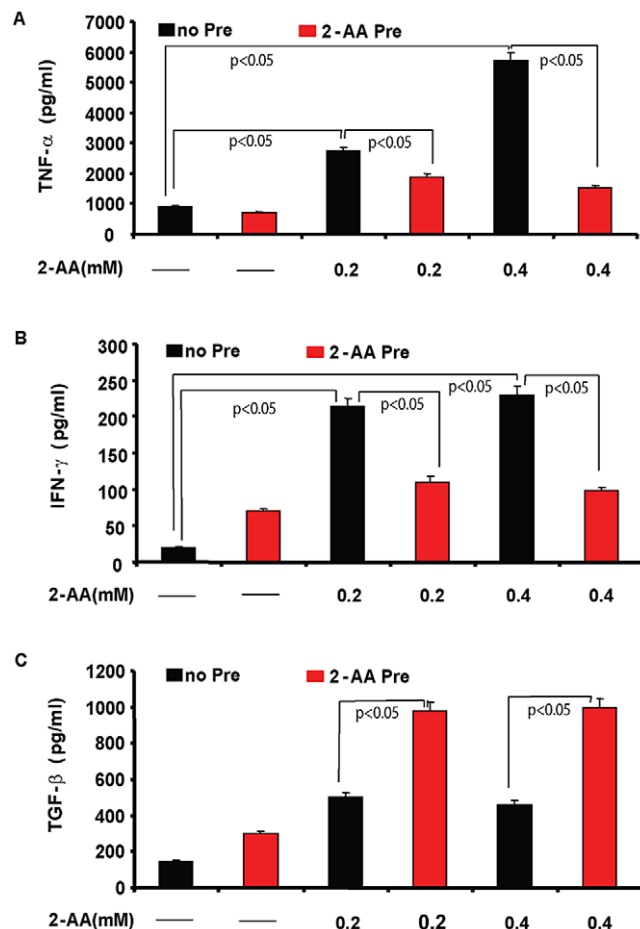 A
no Pre 2-AA Pre
7000
6000
5000
4000
3000
2000
1000
0
TNF-α (pg/ml)
p<0.05
p<0.05
p<0.05
p<0.05
2-AA(mM) — — 0.2 0.2 0.4 0.4
B
no Pre 2-AA Pre
300
250
200
150
100
50
0
IFN-γ (pg/ml)
p<0.05
p<0.05
p<0.05
p<0.05
2-AA(mM) — — 0.2 0.2 0.4 0.4
C
no Pre 2-AA Pre
1200
1000
800
600
400
200
0
TGF-β (pg/ml)
p<0.05
p<0.05
2-AA(mM) — — 0.2 0.2 0.4 0.4